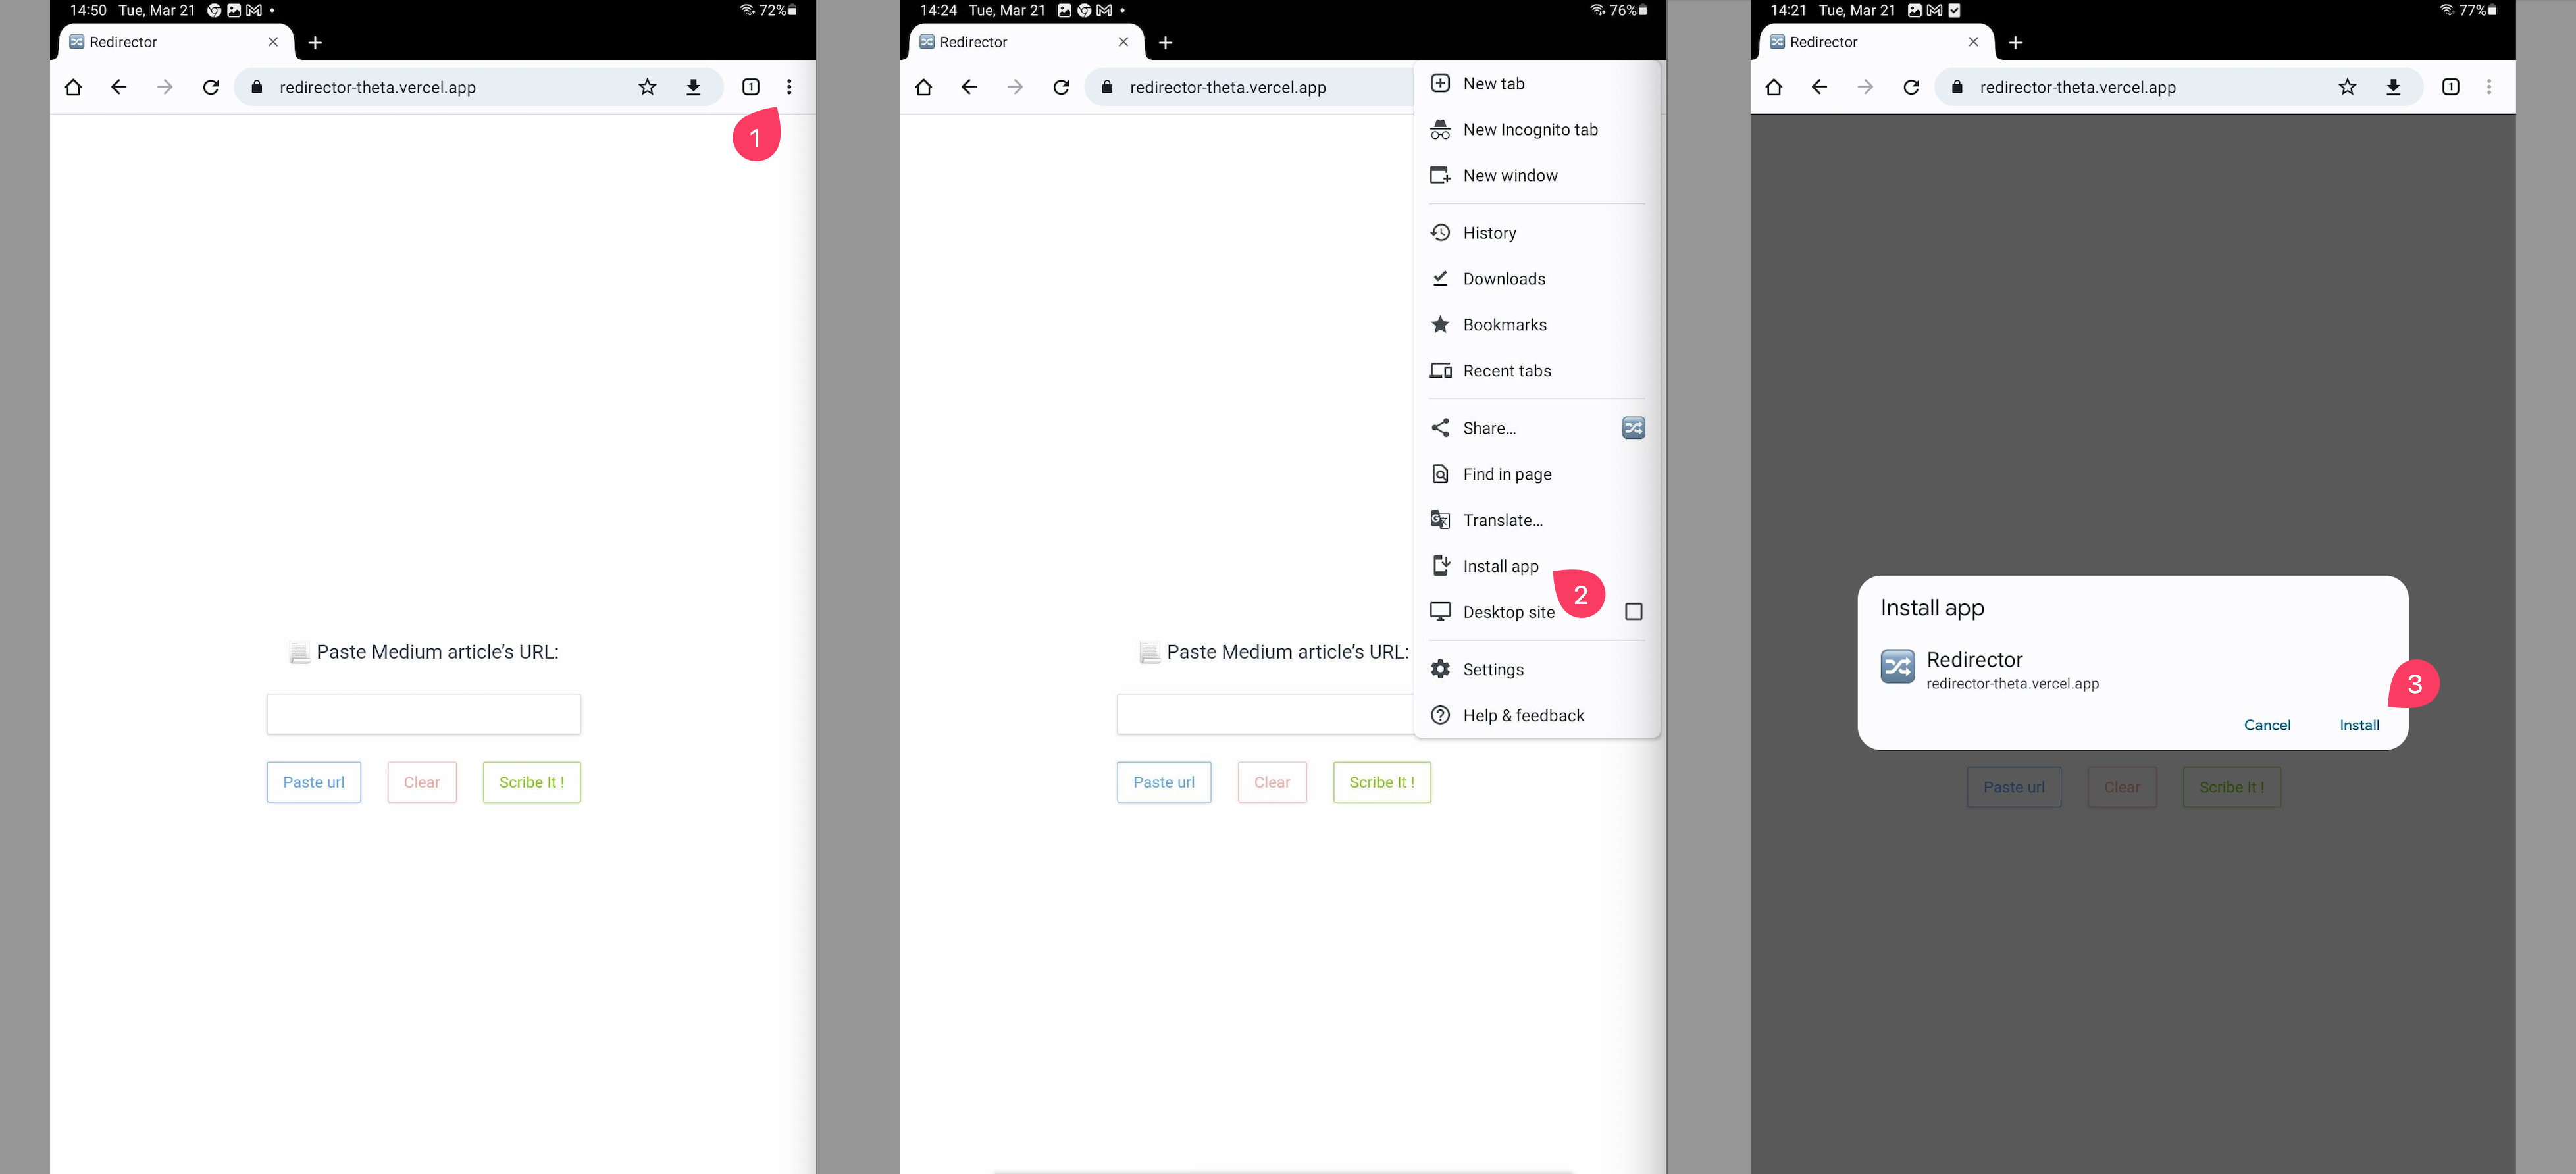 14:50 Tue, Mar 21
72%
Redirector
redirector-theta.vercel.app
1
1
Paste Medium article’s URL:
Paste url
Clear
Scribe It !
14:24 Tue, Mar 21
76%
Redirector
redirector-theta.vercel.app
New tab
New Incognito tab
New window
History
Downloads
Bookmarks
Recent tabs
Share...
Find in page
Translate...
Install app
2
Desktop site
Settings
Help & feedback
Paste Medium article’s URL:
Paste url
Clear
Scribe It !
14:21 Tue, Mar 21
77%
Redirector
redirector-theta.vercel.app
1
Install app
Redirector
redirector-theta.vercel.app
3
Cancel
Install
Paste url
Clear
Scribe It !